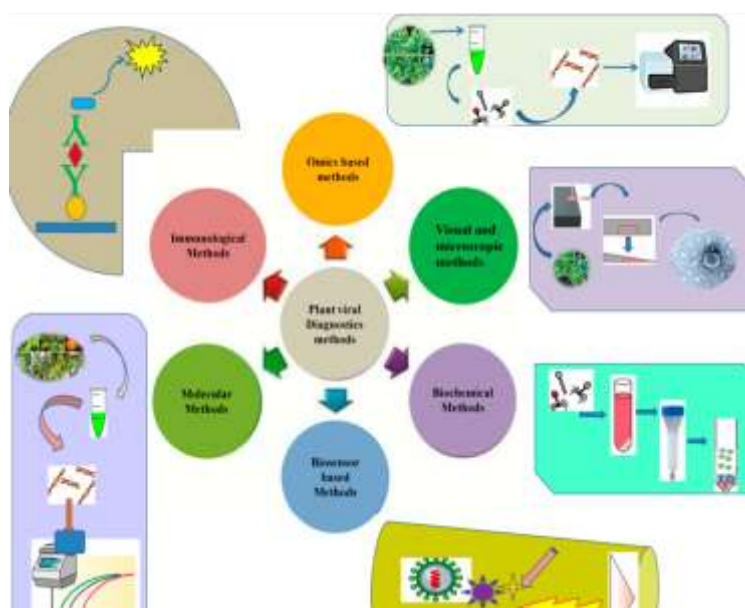 Omics based
methods
Immunological
Methods
Visual and
microscopic
methods
Plant viral
Diagnostics
methods
Molecular
Methods
Biochemical
Methods
Biosensor
based
Methods